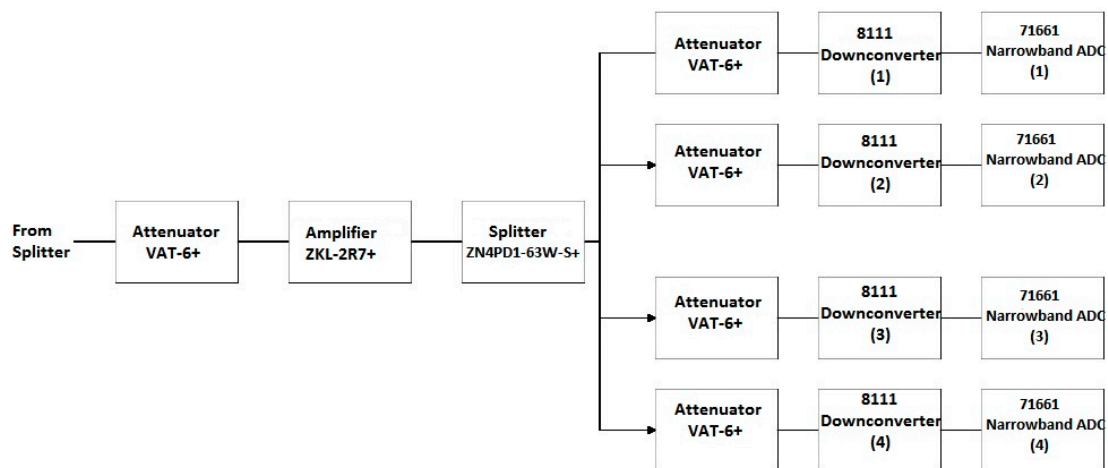 From
Splitter
Attenuator
VAT-6+
Amplifier
ZKL-2R7+
Splitter
ZN4PD1-63W-S+
Attenuator
VAT-6+
8111
Downconverter
(1)
71661
Narrowband ADC
(1)
Attenuator
VAT-6+
8111
Downconverter
(2)
71661
Narrowband ADC
(2)
Attenuator
VAT-6+
8111
Downconverter
(3)
71661
Narrowband ADC
(3)
Attenuator
VAT-6+
8111
Downconverter
(4)
71661
Narrowband ADC
(4)